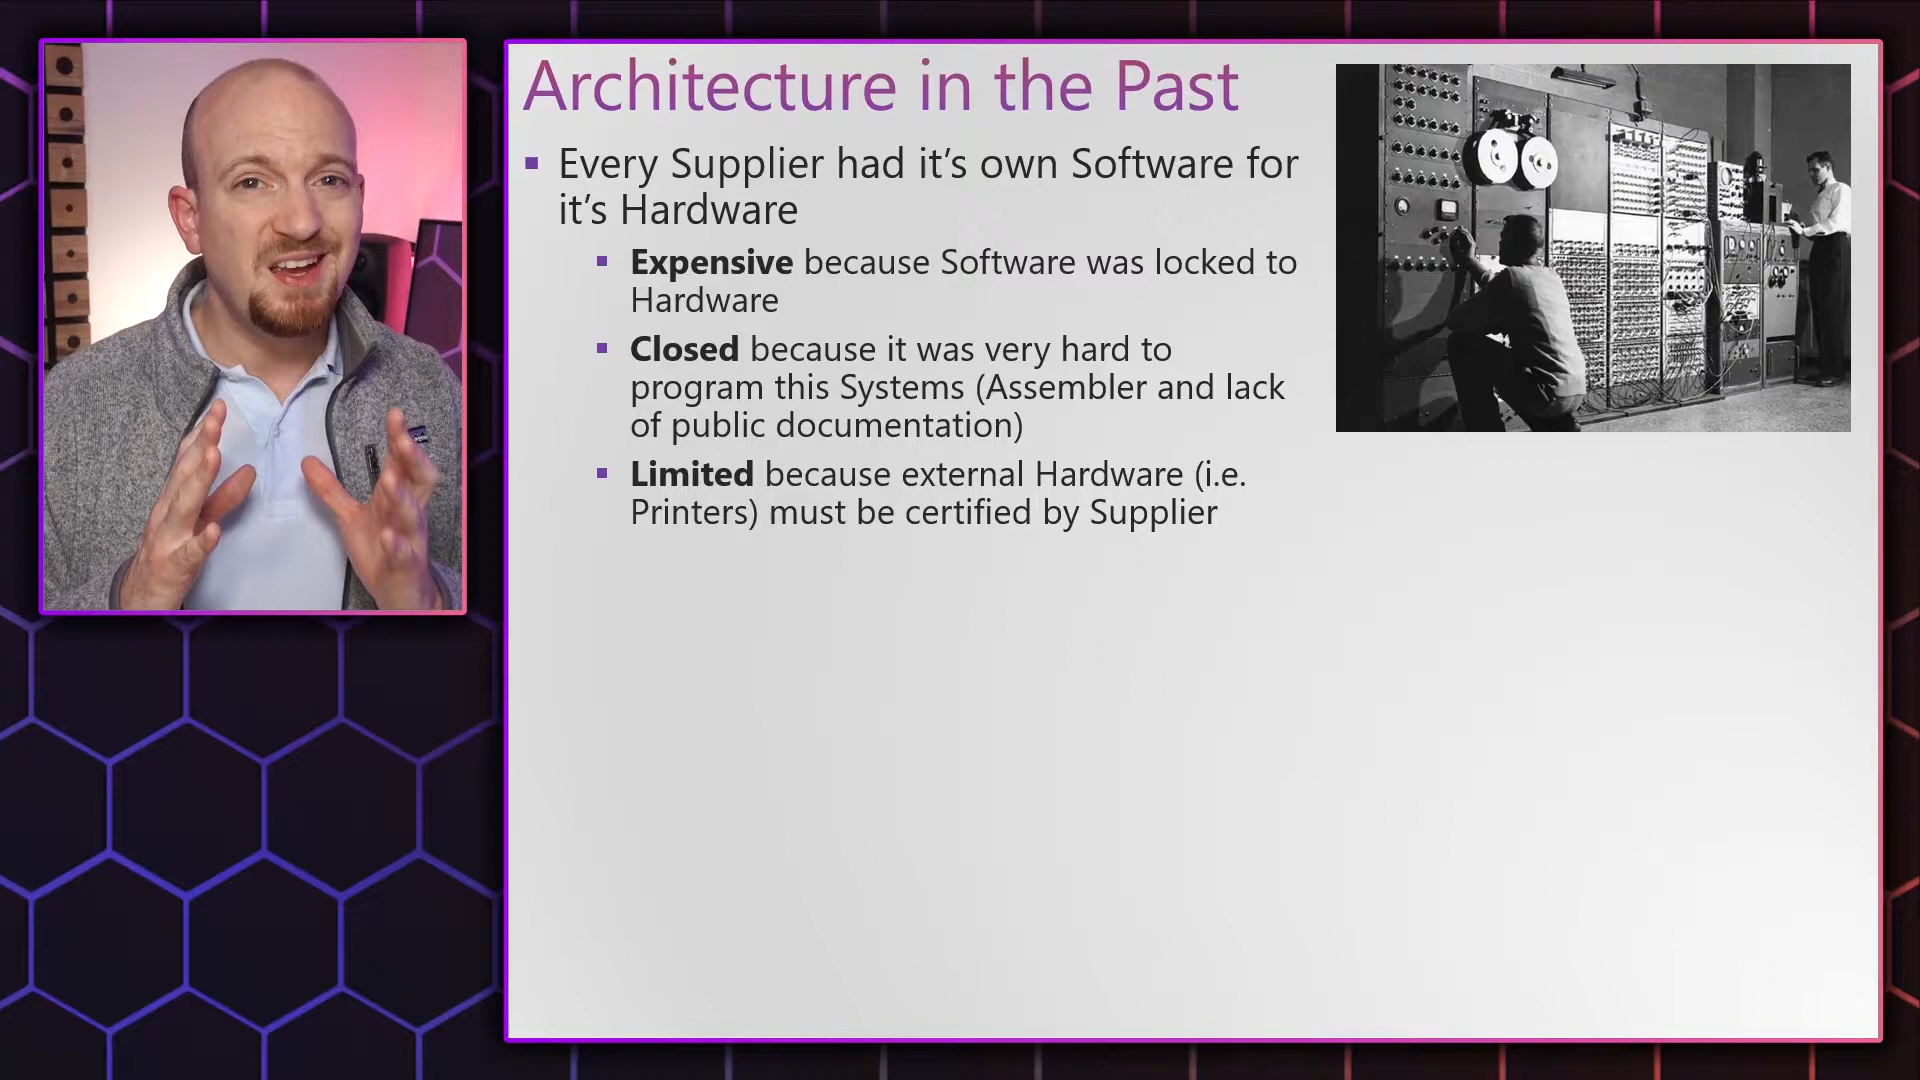 Architecture in the Past
Every Supplier had it’s own Software for
it’s Hardware
Expensive because Software was locked to
Hardware
Closed because it was very hard to
program this Systems (Assembler and lack
of public documentation)
Limited because external Hardware (i.e.
Printers) must be certified by Supplier